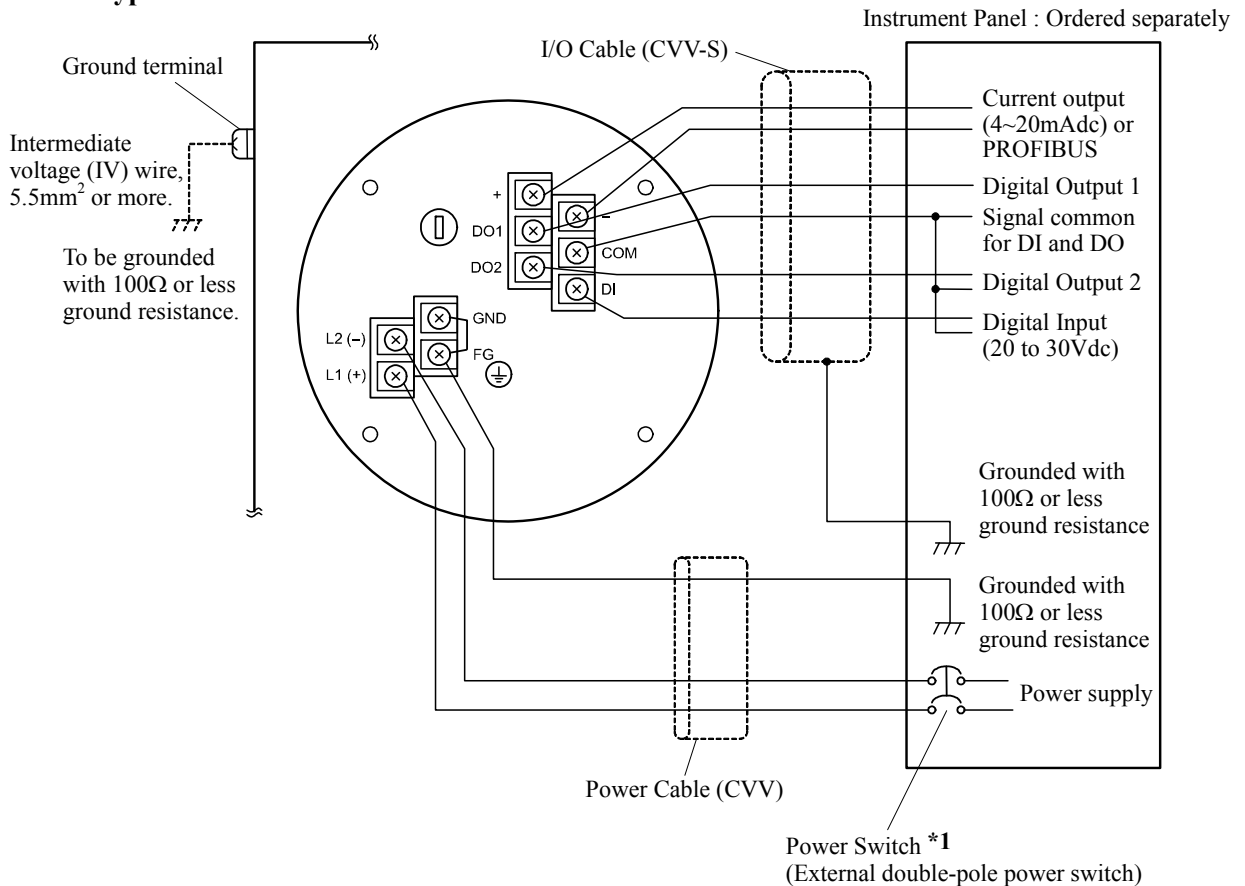 Instrument Panel : Ordered separately
I/O Cable (CVV-S)
Ground terminal
Intermediate
voltage (IV) wire,
5.5mm² or more.
To be grounded
with 100Ω or less
ground resistance.
Current output
(4~20mAdc) or
PROFIBUS
Digital Output 1
Signal common
for DI and DO
Digital Output 2
Digital Input
(20 to 30Vdc)
+
−
DO1
COM
DO2
DI
GND
L2 (−)
FG
L1 (+)
Grounded with
100Ω or less
ground resistance
Grounded with
100Ω or less
ground resistance
Power supply
Power Cable (CVV)
Power Switch *1
(External double-pole power switch)